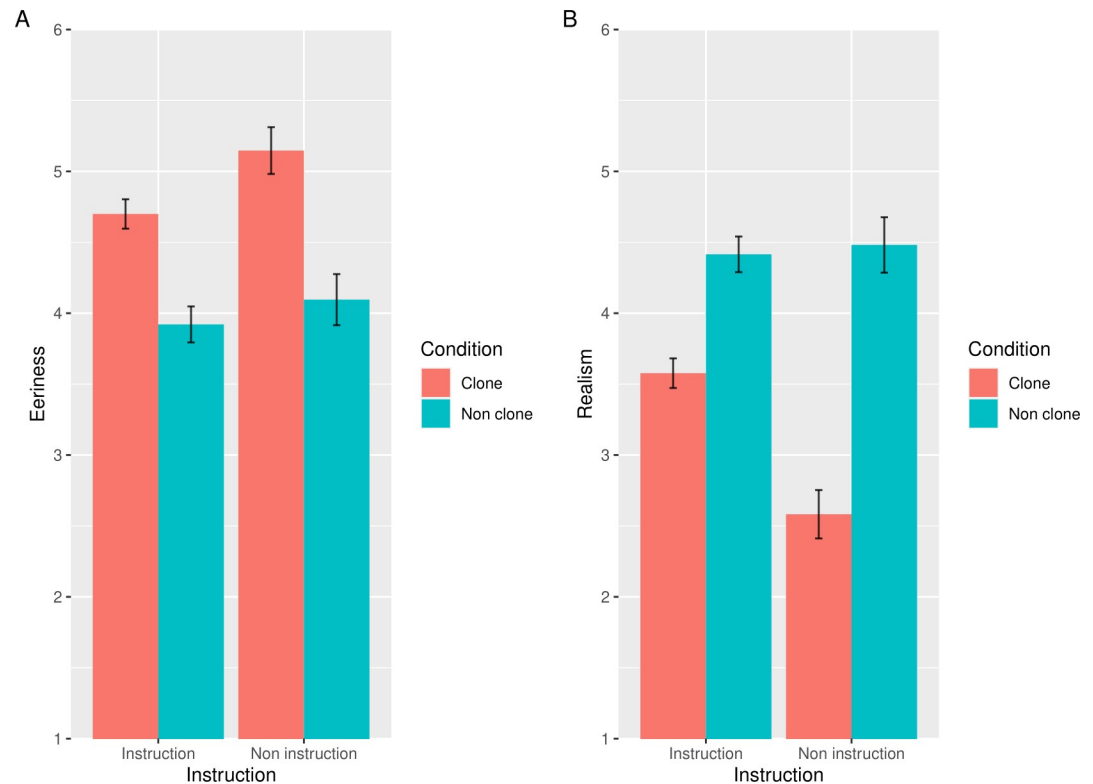 A
6
5
4
3
2
1
Eeriness
Instruction
Non instruction
Instruction
Condition
Clone
Non clone
B
6
5
4
3
2
1
Realism
Instruction
Non instruction
Instruction
Condition
Clone
Non clone